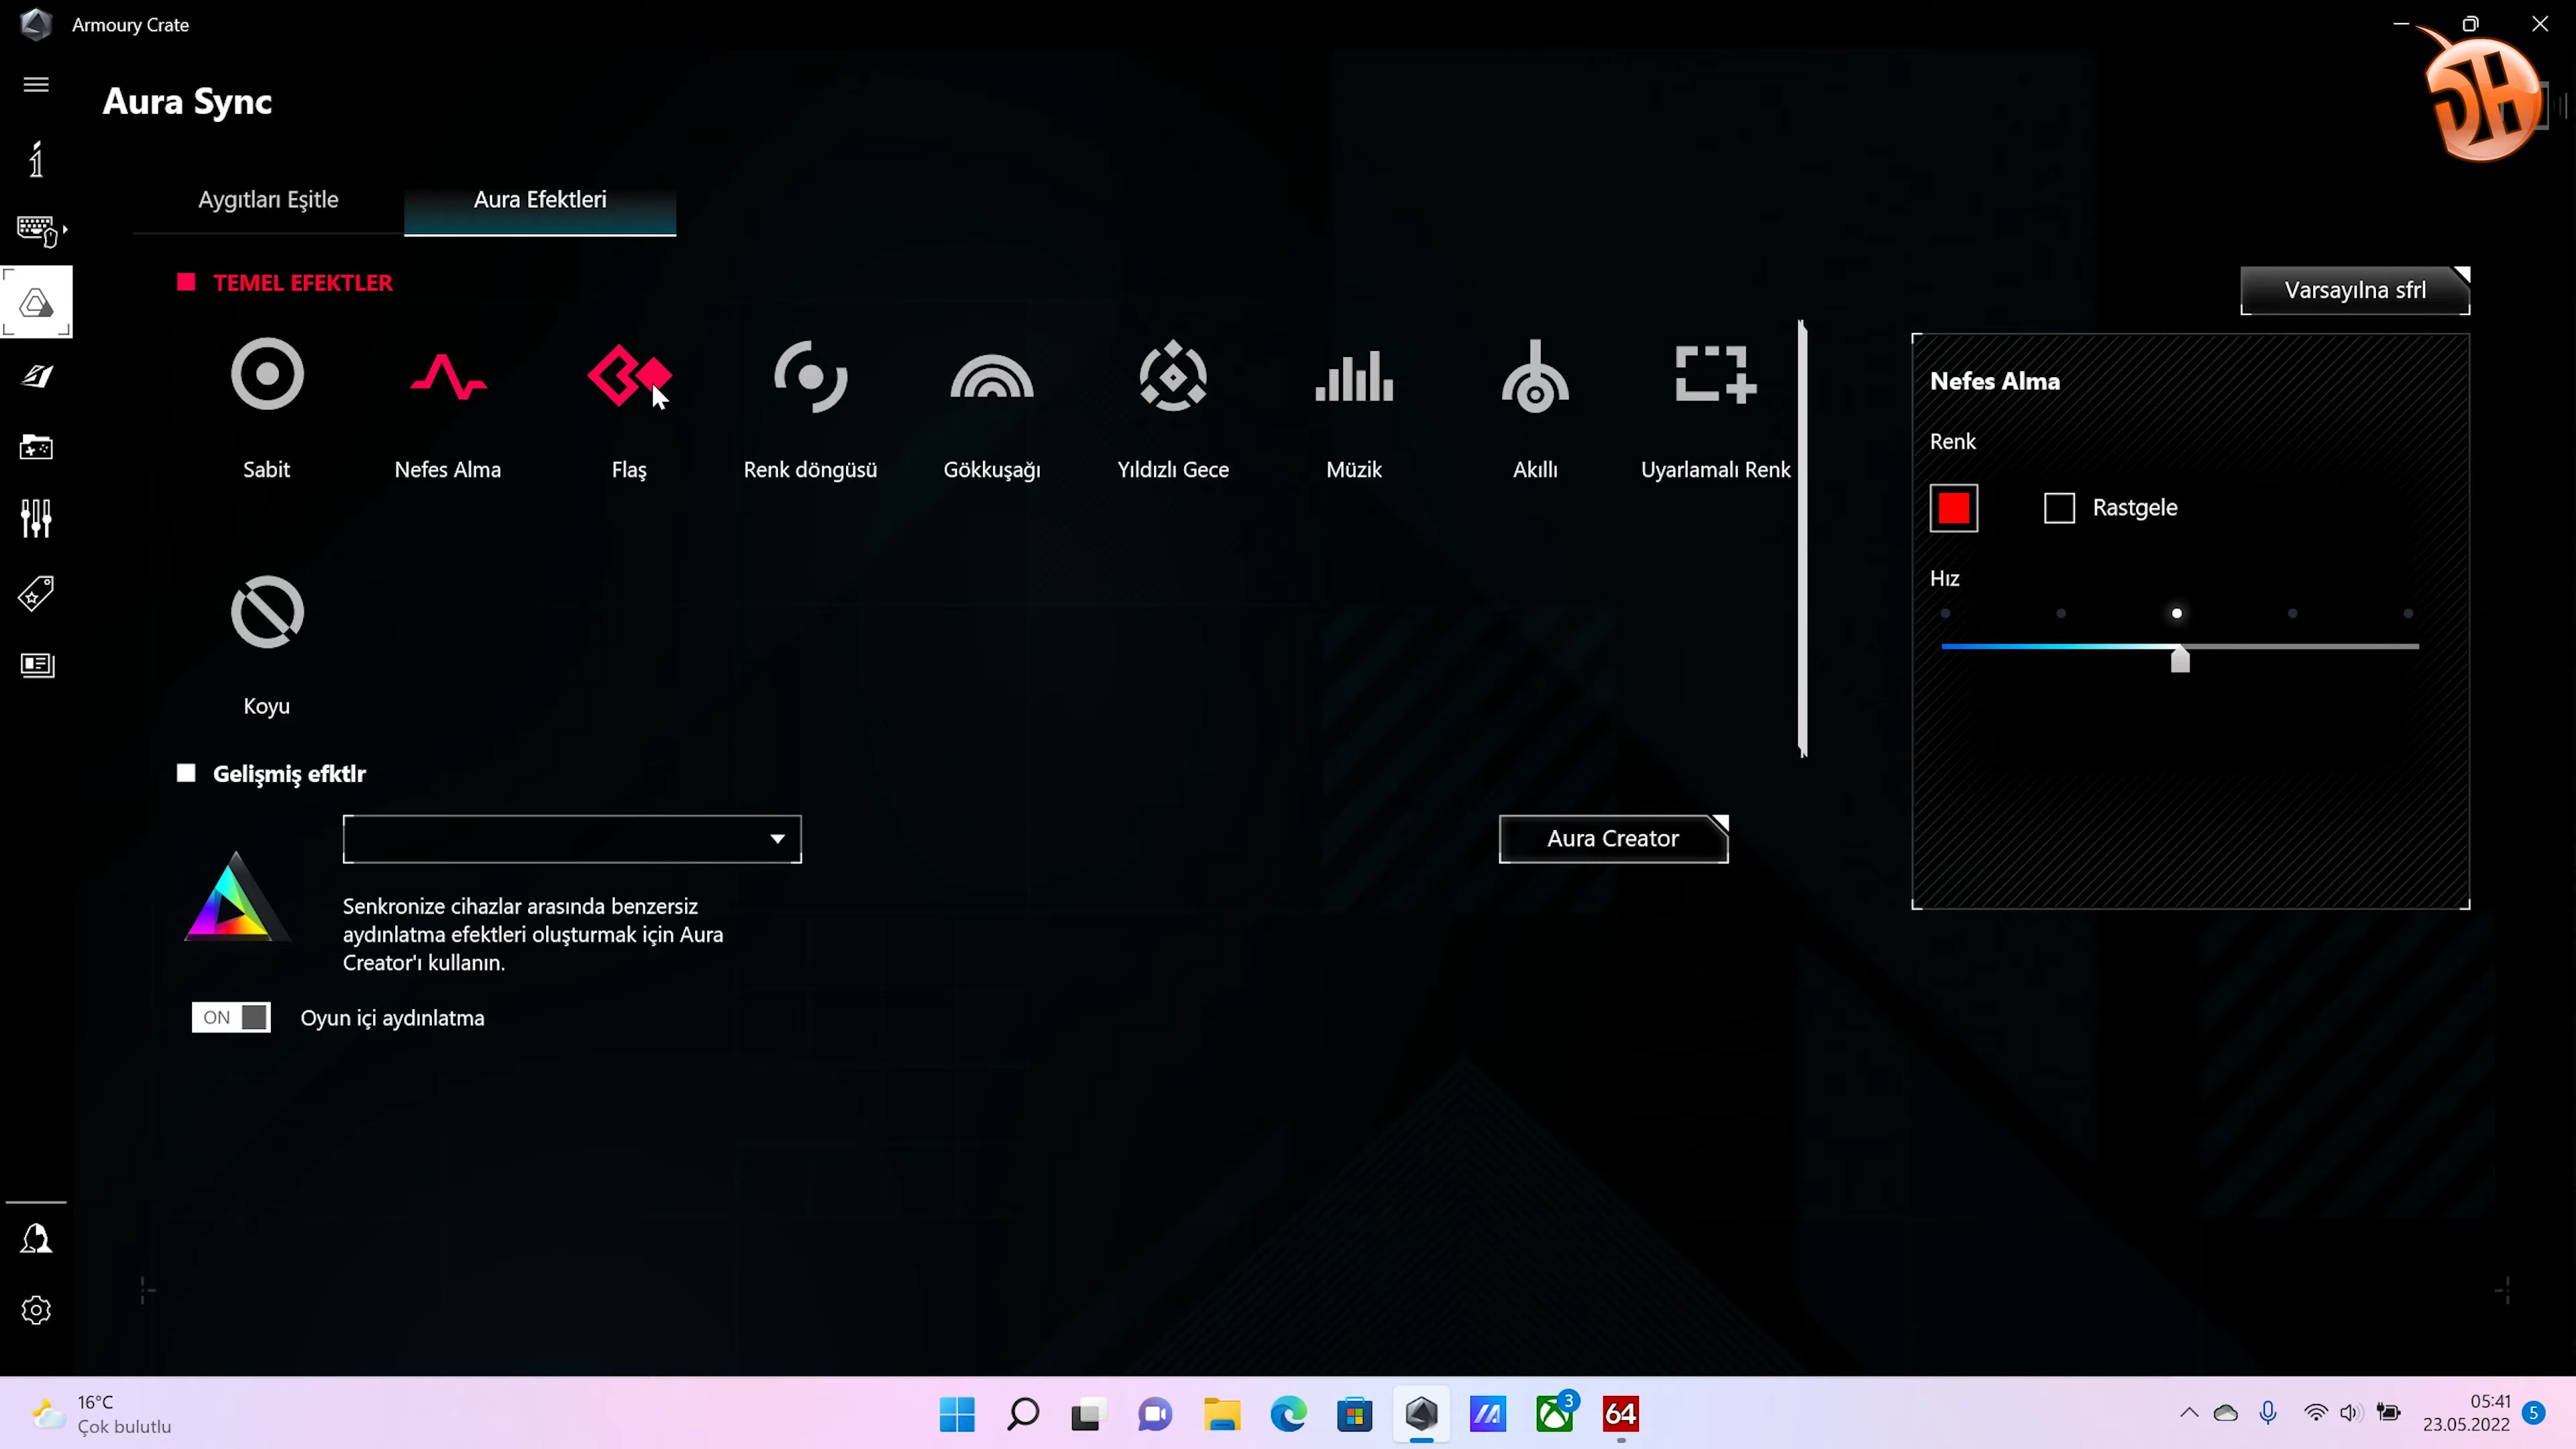 Armoury Crate
DH
Aura Sync
Aygıtları Eşitle
Aura Efektleri
TEMEL EFEKTLER
Varsayılna sfrl
Sabit
Nefes Alma
Flaş
Renk döngüsü
Gökkuşağı
Yıldızlı Gece
Müzik
Akıllı
Uyarlamalı Renk
Koyu
Nefes Alma
Renk
Rastgele
Hız
Gelişmiş efktlr
Aura Creator
Senkronize cihazlar arasında benzersiz
aydınlatma efektleri oluşturmak için Aura
Creator'ı kullanın.
ON
Oyun içi aydınlatma
16°C
Çok bulutlu
3
64
05:41
23.05.2022
5